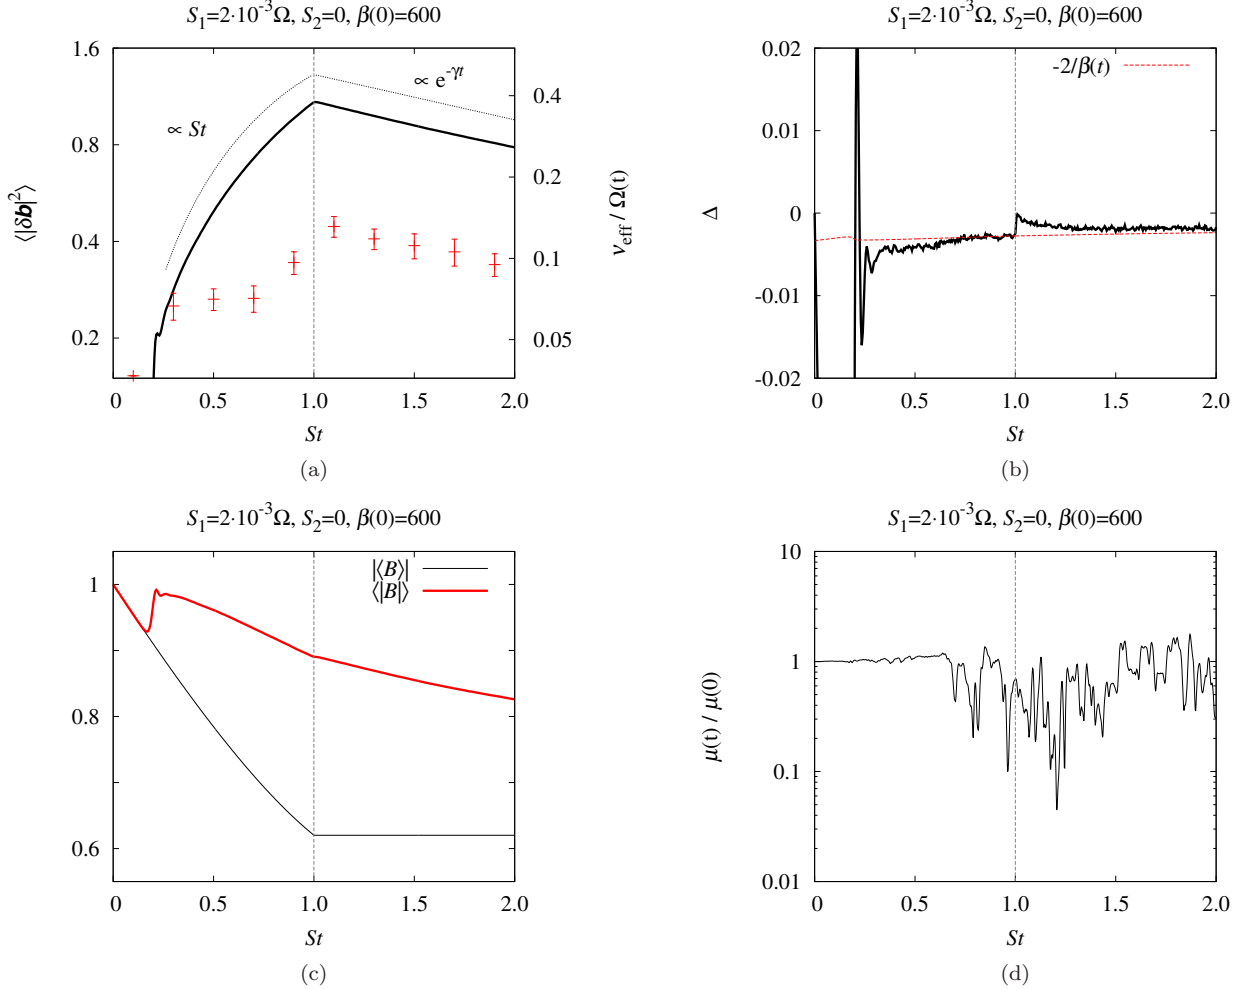 S₁=2·10⁻³Ω, S₂=0, β(0)=600
1.6
0.8
0.4
0.2
⟨|δb|²⟩
∝ St
∝ e^-γt
0.4
0.2
0.1
0.05
ν_eff / Ω(t)
0 0.5 1.0 1.5 2.0
St
(a)
S₁=2·10⁻³Ω, S₂=0, β(0)=600
0.02
0.01
0
-0.01
-0.02
Δ
-2/β(t)
0 0.5 1.0 1.5 2.0
St
(b)
S₁=2·10⁻³Ω, S₂=0, β(0)=600
1
0.8
0.6
|⟨B⟩|
⟨|B|⟩
0 0.5 1.0 1.5 2.0
St
(c)
S₁=2·10⁻³Ω, S₂=0, β(0)=600
10
1
0.1
0.01
μ(t) / μ(0)
0 0.5 1.0 1.5 2.0
St
(d)